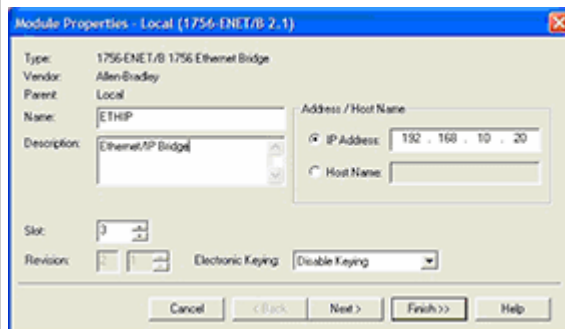 Module Properties - Local (1756-ENET/B 2.1)
Type: 1756-ENET/B 1756 Ethernet Bridge
Vendor: Allen-Bradley
Parent: Local
Name: ETHIP
Address / Host Name
Description: Ethernet/IP Bridge
IP Address: 192 . 168 . 10 . 20
Host Name:
Slot: 3
Revision: 2 1 Electronic Keying: Disable Keying
Cancel < Back Next > Finish >> Help